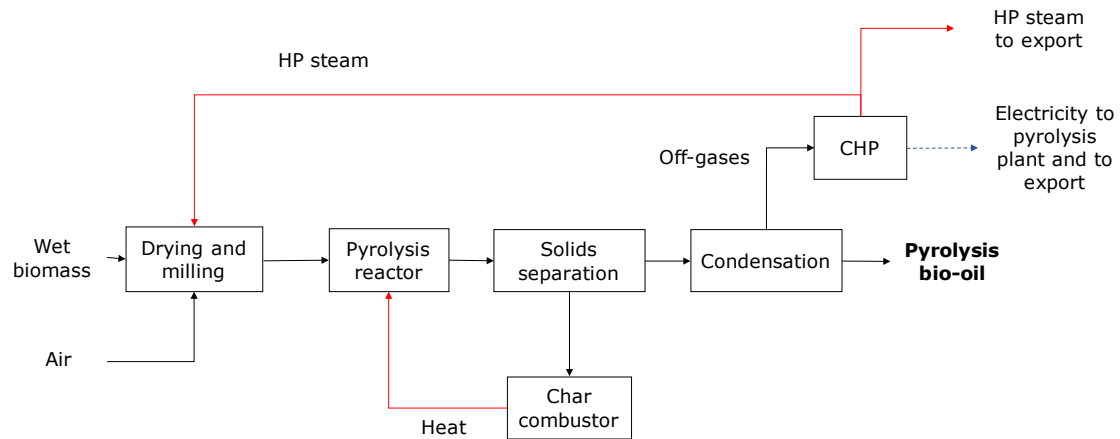 HP steam
to export
HP steam
Electricity to
pyrolysis
plant and to
export
Off-gases
CHP
Wet
biomass
Drying and
milling
Pyrolysis
reactor
Solids
separation
Condensation
Pyrolysis
bio-oil
Air
Char
combustor
Heat